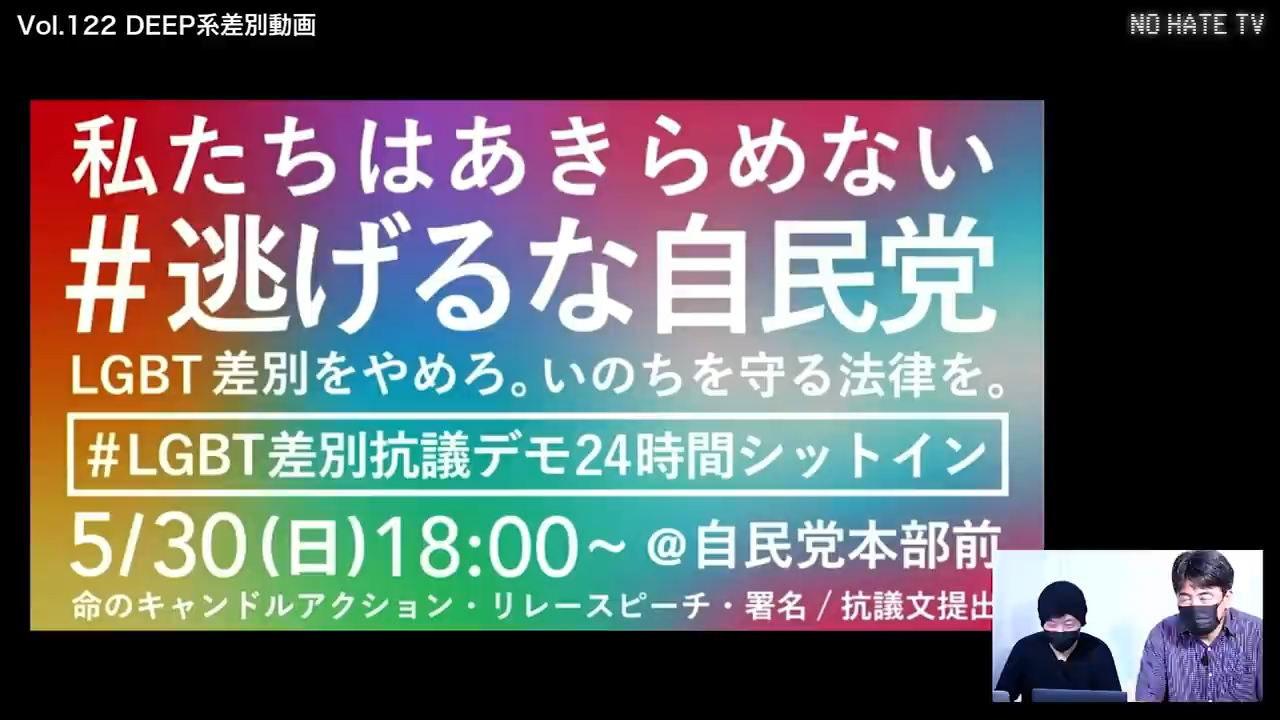 Vol.122 DEEP系差別動画
NO HATE TV
私たちはあきらめない
#逃げるな自民党
LGBT差別をやめろ。いのちを守る法律を。
#LGBT差別抗議デモ24時間シットイン
5/30(日)18:00~ @自民党本部前
命のキャンドルアクション・リレースピーチ・署名/抗議文提出